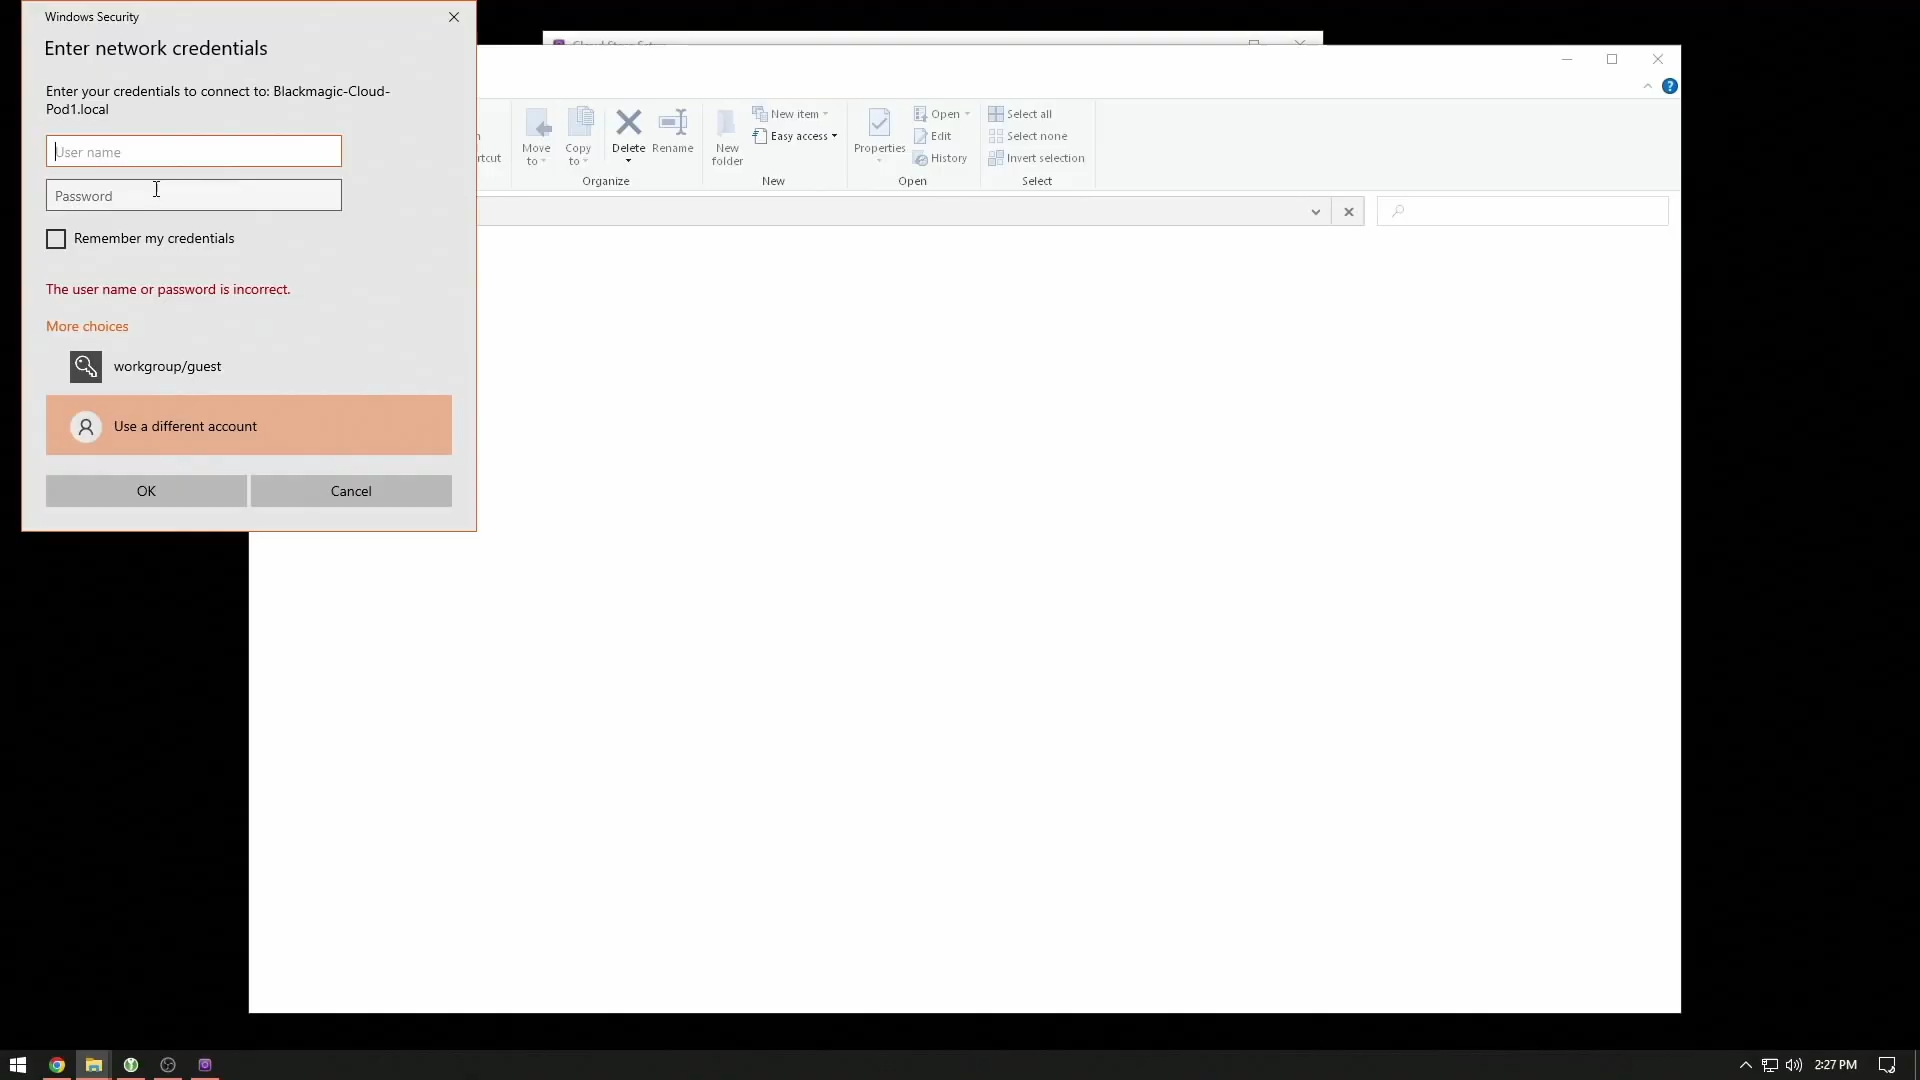 Windows Security
Enter network credentials
Enter your credentials to connect to: Blackmagic-Cloud-
Pod1.local
User name
Password
Remember my credentials
The user name or password is incorrect.
More choices
workgroup/guest
Use a different account
OK
Cancel
Move
to
Copy
to
Delete
Rename
Organize
New
folder
New item
Easy access
New
Properties
Open
Edit
History
Open
Select all
Select none
Invert selection
Select
2:27 PM